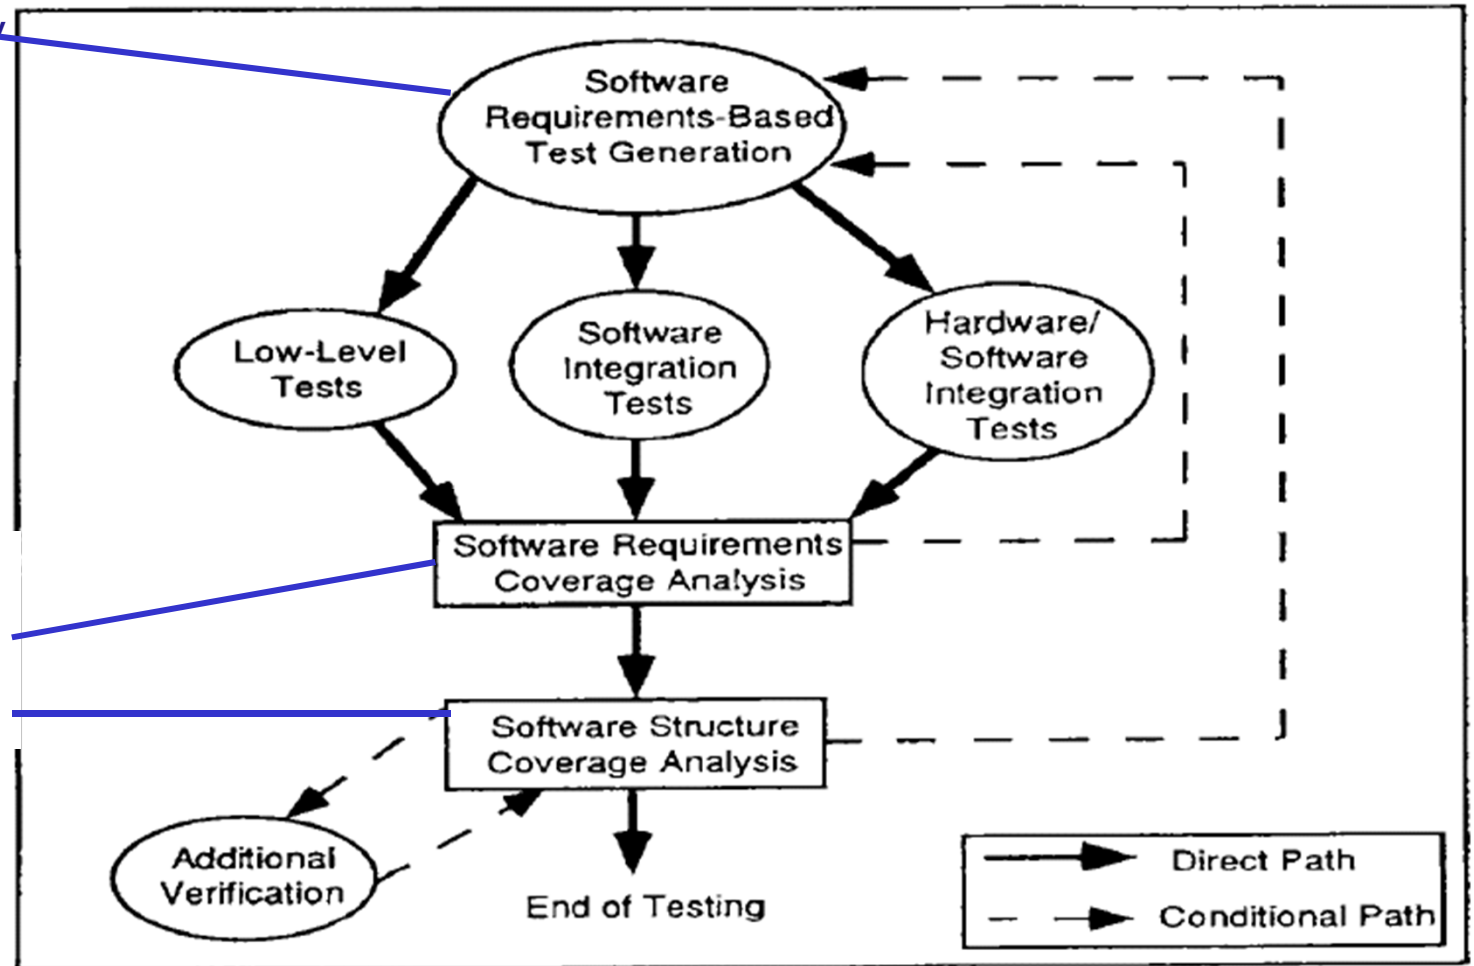 Software
Requirements-Based
Test Generation
Low-Level
Tests
Software
Integration
Tests
Hardware/
Software
Integration
Tests
Software Requirements
Coverage Analysis
Software Structure
Coverage Analysis
Additional
Verification
End of Testing
Direct Path
Conditional Path